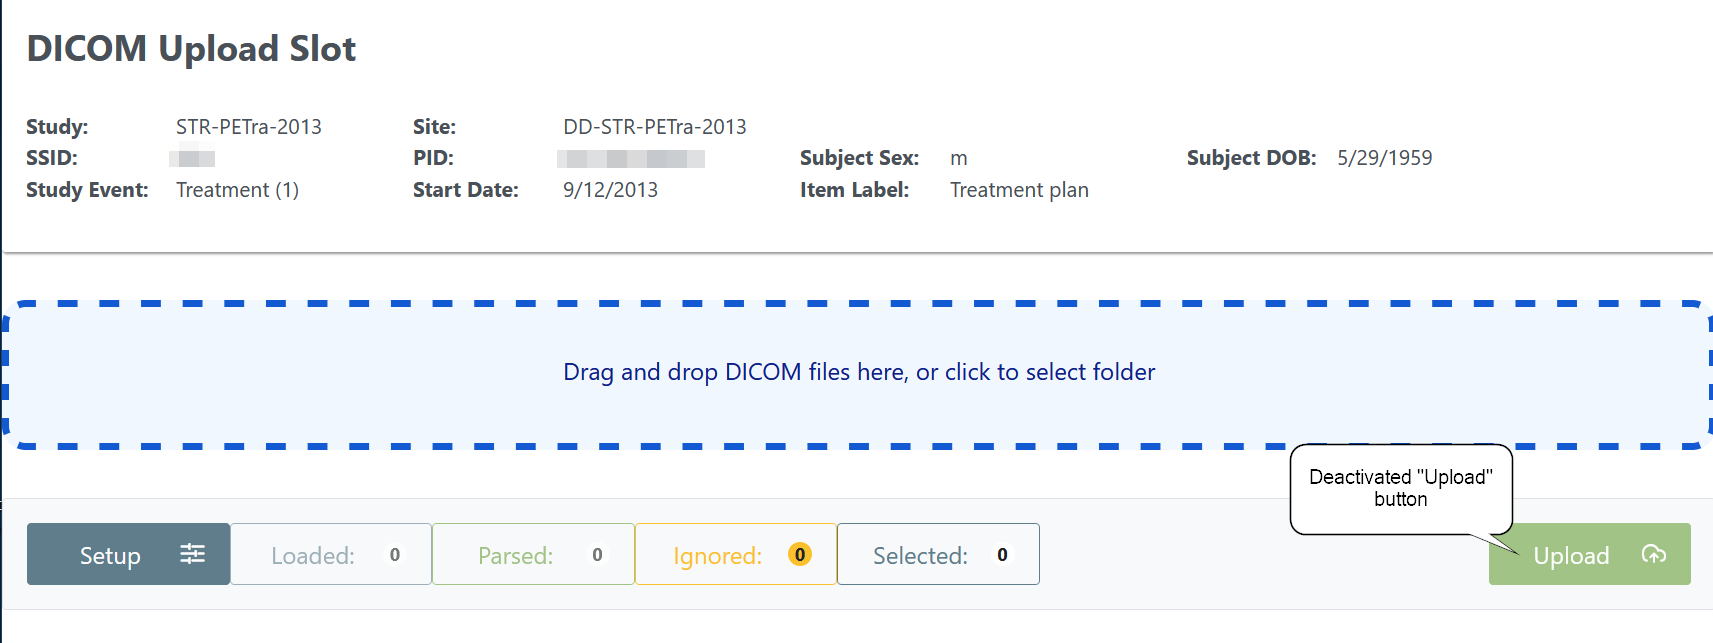 DICOM Upload Slot
Study: STR-PETra-2013 Site: DD-STR-PETra-2013
SSID: PID: Subject Sex: m Subject DOB: 5/29/1959
Study Event: Treatment (1) Start Date: 9/12/2013 Item Label: Treatment plan
Drag and drop DICOM files here, or click to select folder
Deactivated "Upload"
button
Setup Loaded: 0 Parsed: 0 Ignored: 0 Selected: 0 Upload